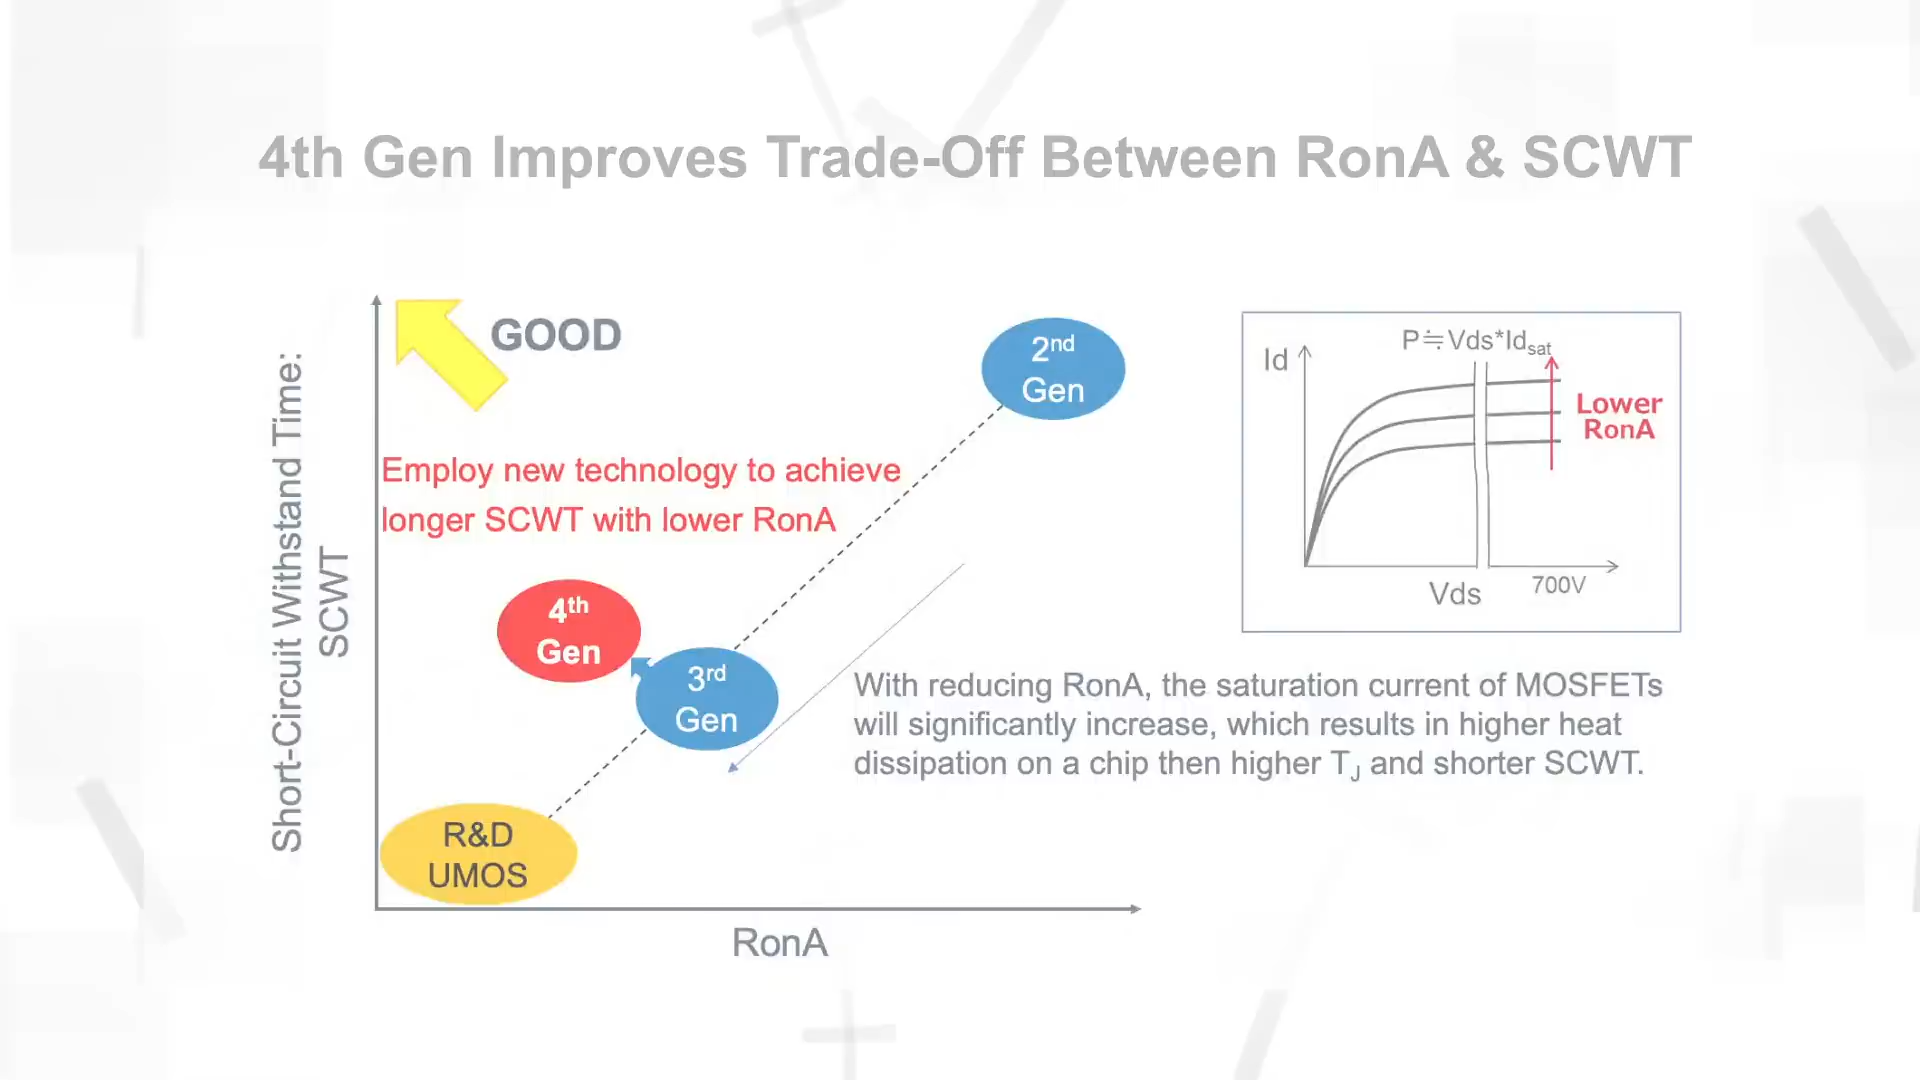 4th Gen Improves Trade-Off Between RonA & SCWT
Short-Circuit Withstand Time:
SCWT
GOOD
2nd
Gen
Employ new technology to achieve
longer SCWT with lower RonA
4th
Gen
3rd
Gen
R&D
UMOS
RonA
P≒Vds*Idsat
Id
Lower
RonA
Vds
700V
With reducing RonA, the saturation current of MOSFETs
will significantly increase, which results in higher heat
dissipation on a chip then higher TJ and shorter SCWT.